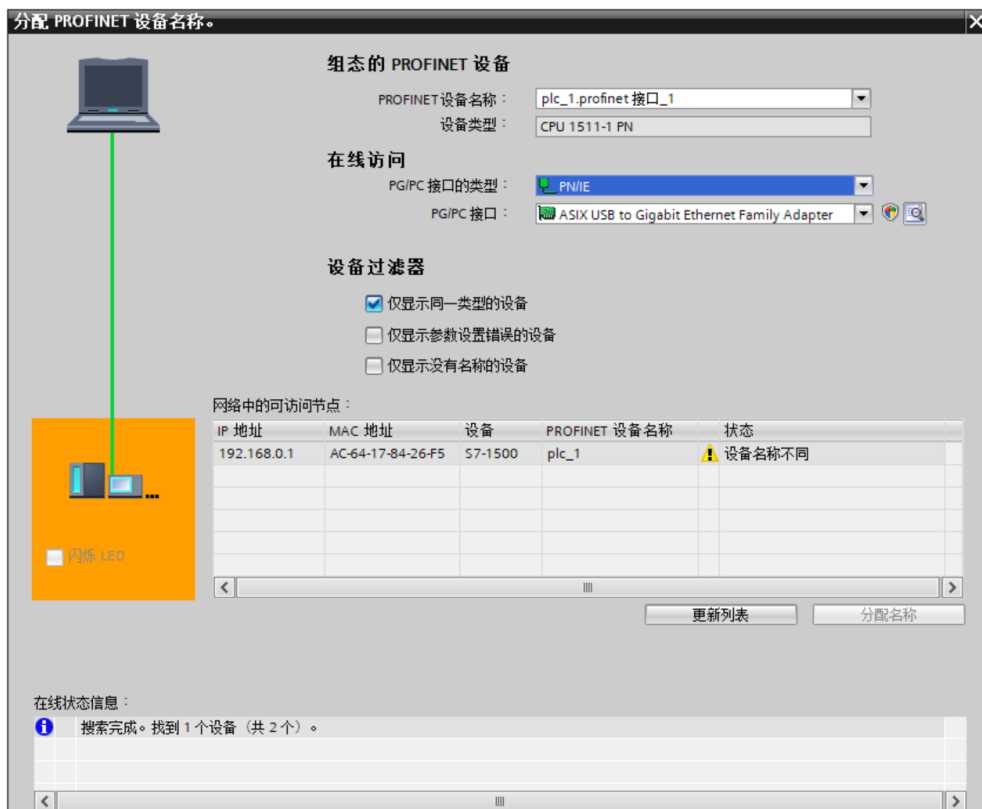 分配 PROFINET 设备名称。
组态的 PROFINET 设备
PROFINET设备名称： plc_1.profinet 接口_1
设备类型： CPU 1511-1 PN
在线访问
PG/PC 接口的类型： PN/IE
PG/PC 接口： ASIX USB to Gigabit Ethernet Family Adapter
设备过滤器
仅显示同一类型的设备
仅显示参数设置错误的设备
仅显示没有名称的设备
网络中的可访问节点：
IP 地址 MAC 地址 设备 PROFINET 设备名称 状态
192.168.0.1 AC-64-17-84-26-F5 S7-1500 plc_1 设备名称不同
闪烁 LED
更新列表 分配名称
在线状态信息：
搜索完成。找到 1 个设备（共 2 个）。